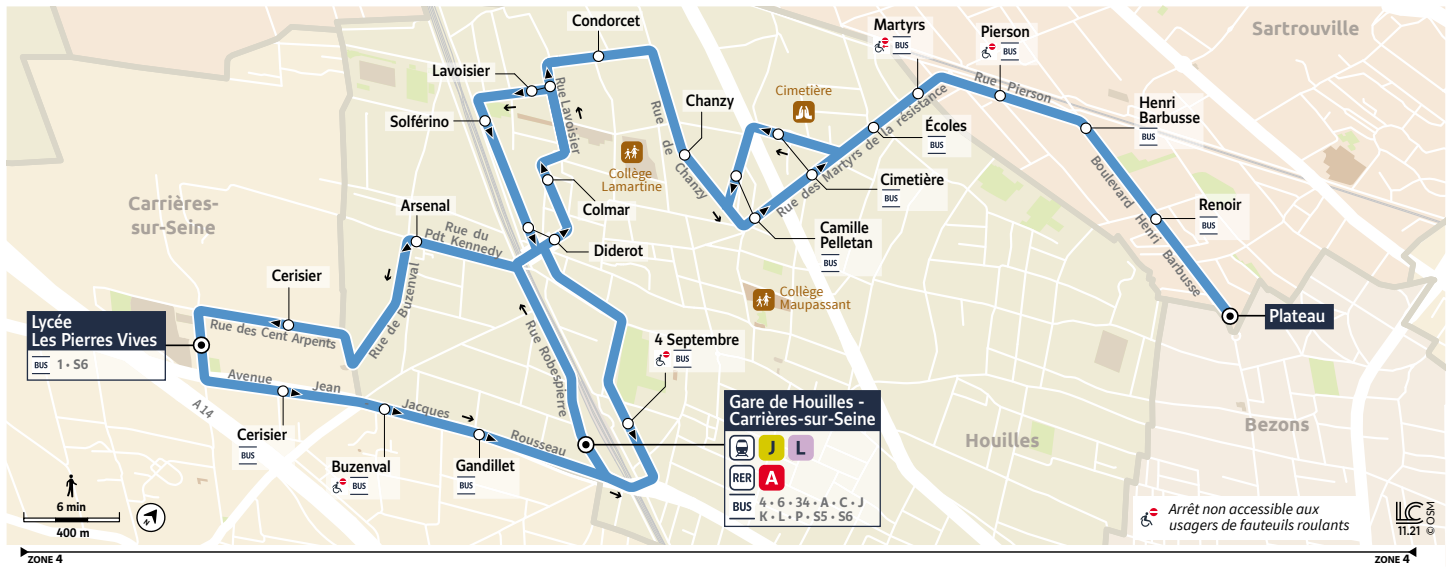 Condorcet
Martyrs
BUS
Pierson
BUS
Sartrouville
Lavoisier
Rue Lavoisier
Solférino
Rue de Chanzy
Chanzy
Cimetière
Rue Pierson
Henri
Barbusse
BUS
Écoles
BUS
Rue des Martyrs de la resistance
Collège
Lamartine
Cimetière
BUS
Boulevard Henri Barbusse
Renoir
BUS
Carrières-
sur-Seine
Arsenal
Colmar
Rue du
Pdt Kennedy
Diderot
Camille
Pelletan
BUS
Cerisier
Rue de Buzenval
Collège
Maupassant
Plateau
Lycée
Les Pierres Vives
BUS 1 • S6
Rue des Cent Arpents
Rue Robespierre
4 Septembre
BUS
Avenue Jean Jacques Rousseau
A14
Gare de Houilles -
Carrières-sur-Seine
J L
RER A
BUS 4 • 6 • 34 • A • C • J
K • L • P • S5 • S6
Houilles
Bezons
Cerisier
BUS
Buzenval
BUS
Gandillet
BUS
6 min
400 m
N
Arrêt non accessible aux
usagers de fauteuils roulants
LC
11.21
© OSM
ZONE 4
ZONE 4